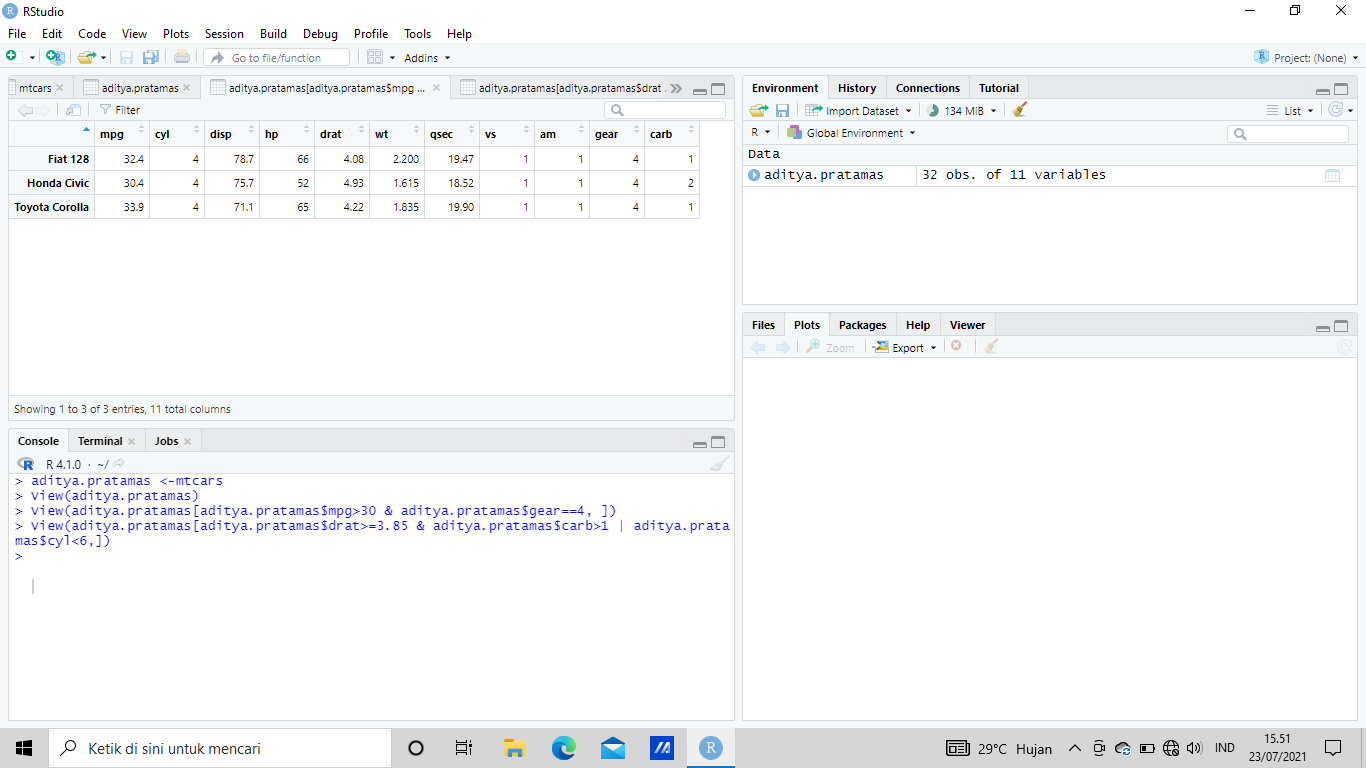 RStudio
File Edit Code View Plots Session Build Debug Profile Tools Help
Go to file/function Addins Project: (None)
mtcars aditya.pratamas aditya.pratamas[aditya.pratamas$mpg ... aditya.pratamas[aditya.pratamas$drat
Filter
mpg cyl disp hp drat wt qsec vs am gear carb
Fiat 128 32.4 4 78.7 66 4.08 2.200 19.47 1 1 4 1
Honda Civic 30.4 4 75.7 52 4.93 1.615 18.52 1 1 4 2
Toyota Corolla 33.9 4 71.1 65 4.22 1.835 19.90 1 1 4 1
Showing 1 to 3 of 3 entries, 11 total columns
Console Terminal Jobs
R 4.1.0 · ~/
> aditya.pratamas <-mtcars
> View(aditya.pratamas)
> View(aditya.pratamas[aditya.pratamas$mpg>30 & aditya.pratamas$gear==4, ])
> View(aditya.pratamas[aditya.pratamas$drat>=3.85 & aditya.pratamas$carb>1 | aditya.prata
mas$cyl<6,])
>
Environment History Connections Tutorial
Import Dataset 134 MiB List
R Global Environment
Data
aditya.pratamas 32 obs. of 11 variables
Files Plots Packages Help Viewer
Zoom Export
Ketik di sini untuk mencari
29°C Hujan
IND
15.51
23/07/2021